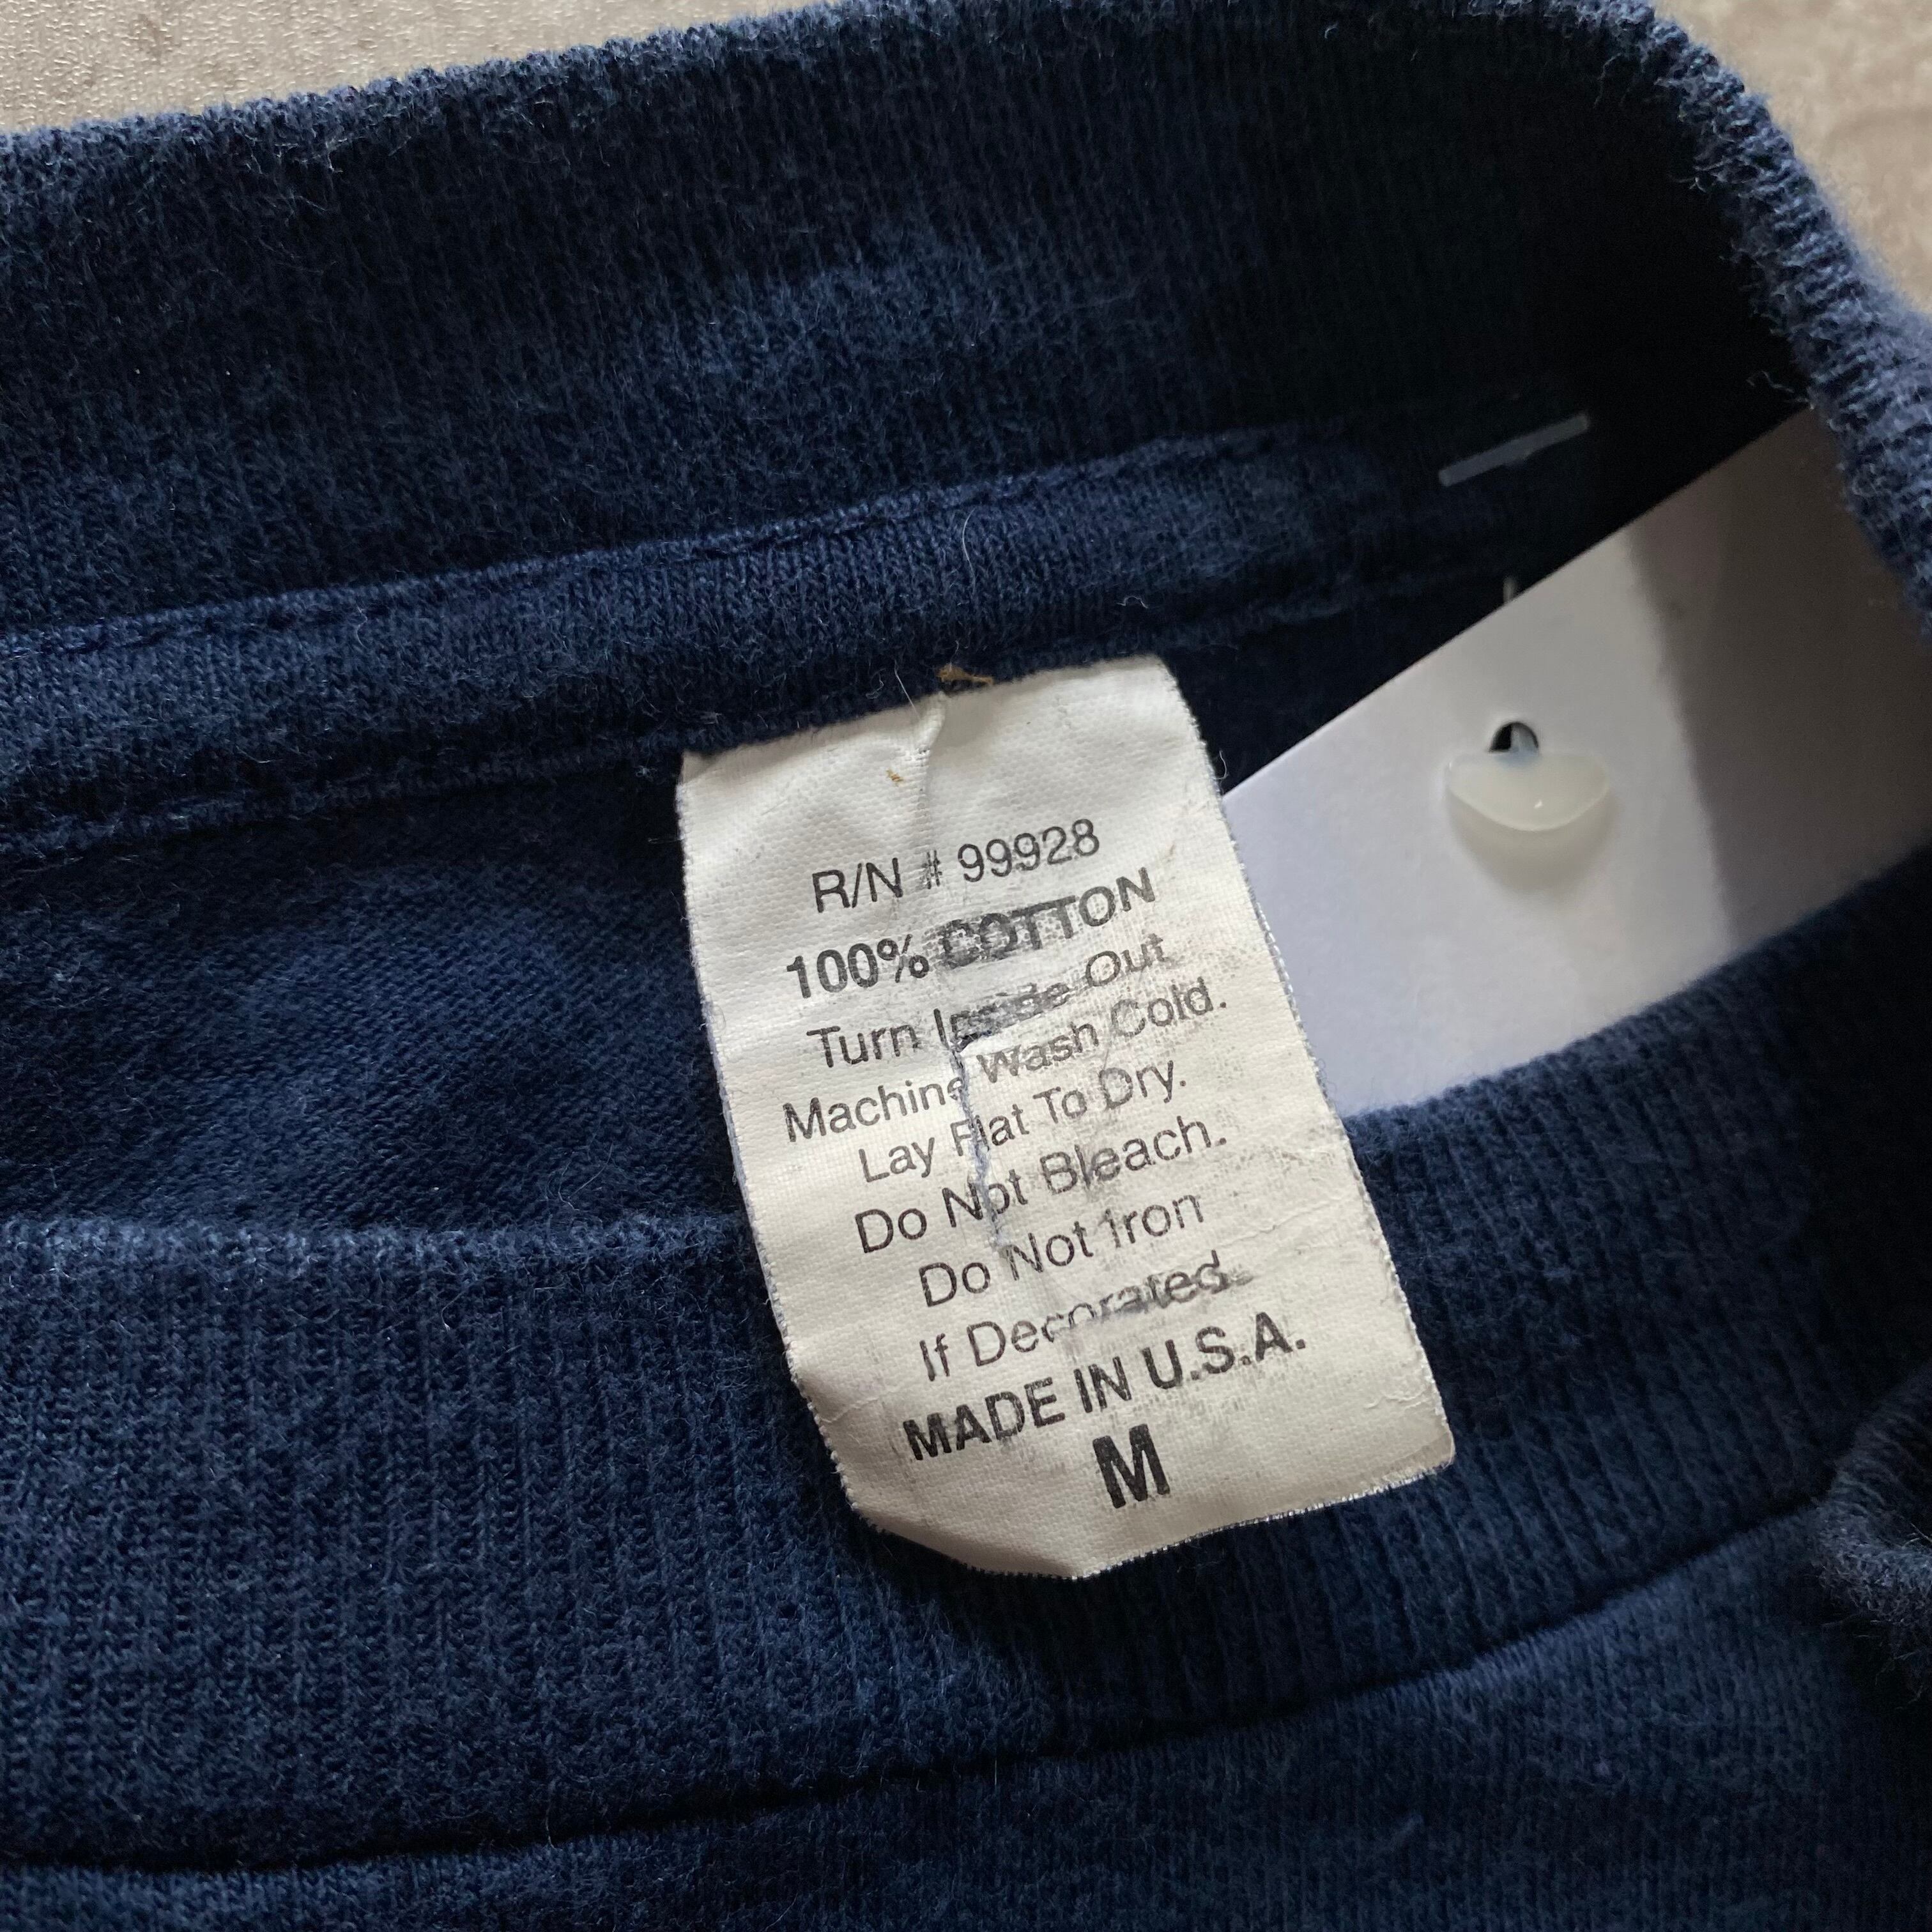 R/N # 99928
100% COTTON
Turn Inside Out
Machine Wash Cold.
Lay Flat To Dry.
Do Not Bleach.
Do Not Iron
If Decorated
MADE IN U.S.A.
M